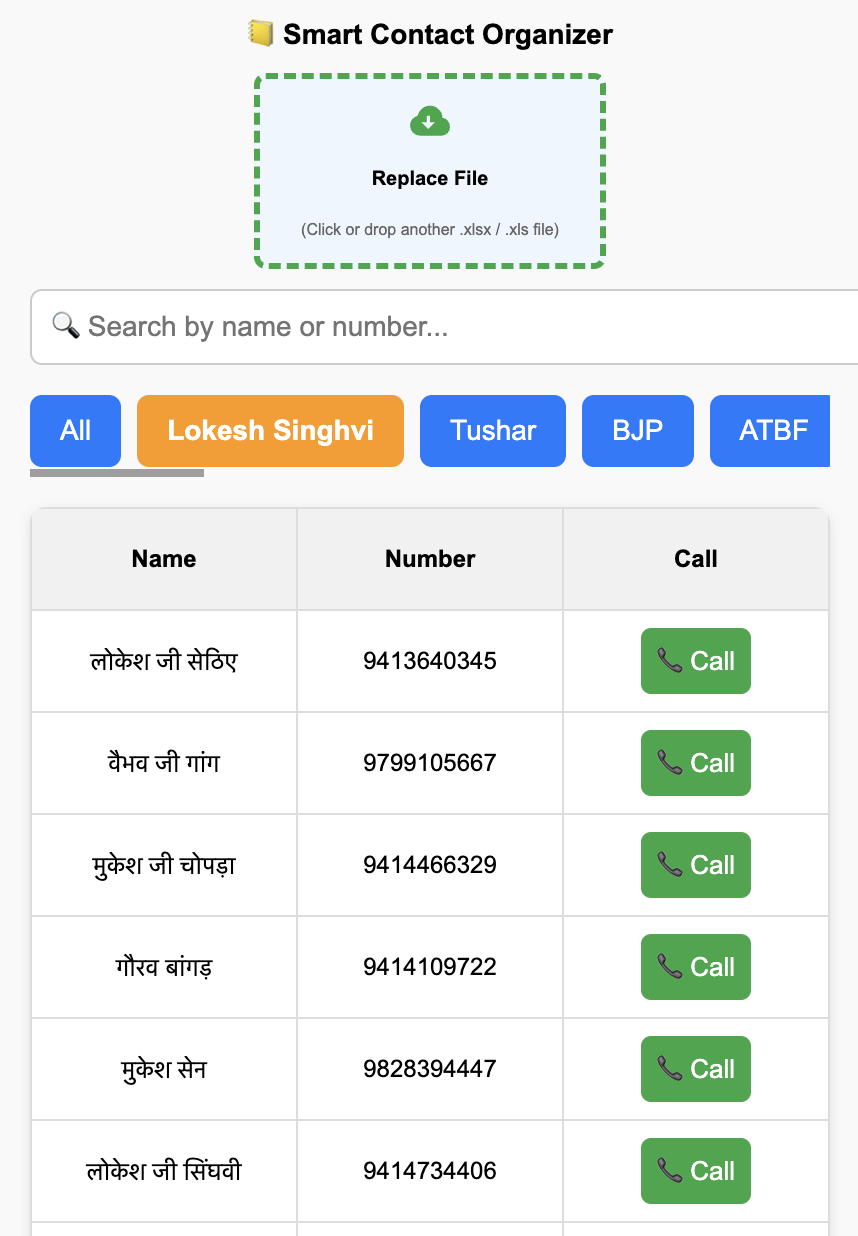 📒 Smart Contact Organizer
Replace File
(Click or drop another .xlsx / .xls file)
🔍 Search by name or number...
All Lokesh Singhvi Tushar BJP ATBF
Name Number Call
लोकेश जी सेठिए 9413640345 📞 Call
वैभव जी गांग 9799105667 📞 Call
मुकेश जी चोपड़ा 9414466329 📞 Call
गौरव बांगड़ 9414109722 📞 Call
मुकेश सेन 9828394447 📞 Call
लोकेश जी सिंघवी 9414734406 📞 Call